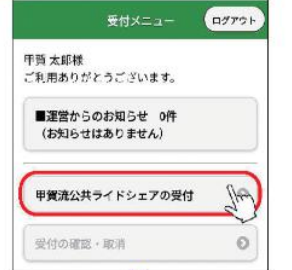 受付メニュー
ログアウト
甲賀 太郎様
ご利用ありがとうございます。
■運営からのお知らせ 0件
(お知らせはありません)
甲賀流公共ライドシェアの受付
受付の確認・取消